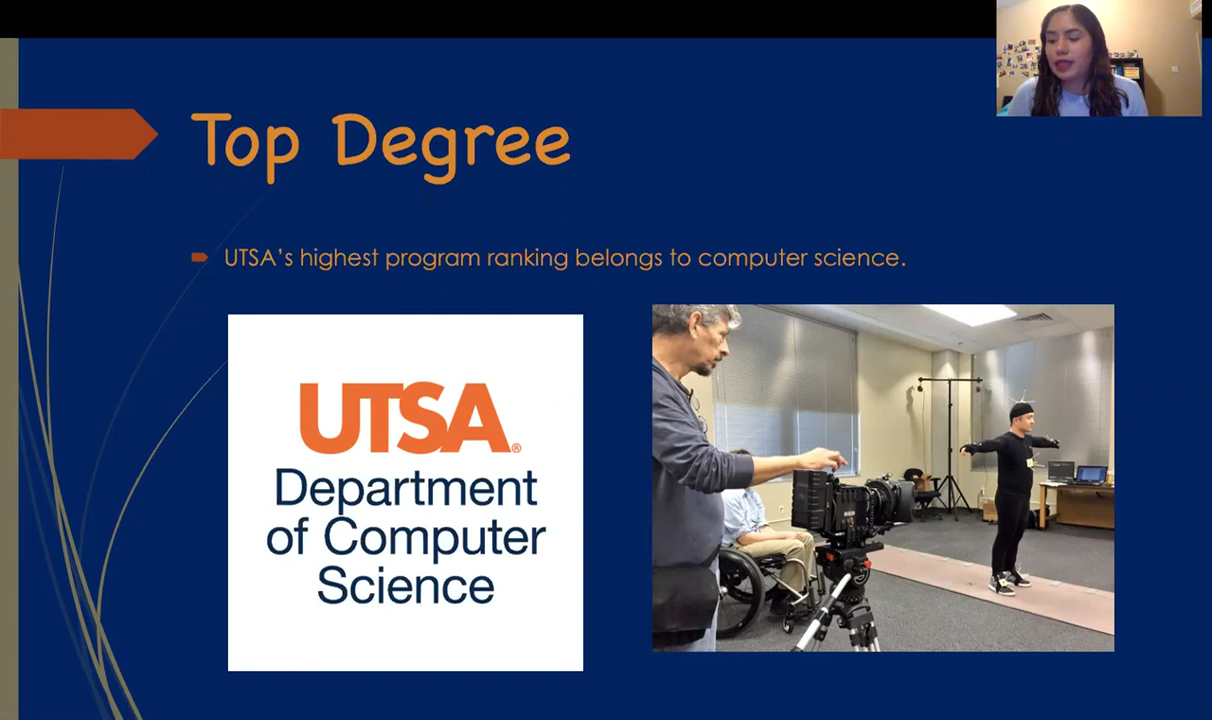 Top Degree
UTSA's highest program ranking belongs to computer science.
UTSA®
Department
of Computer
Science